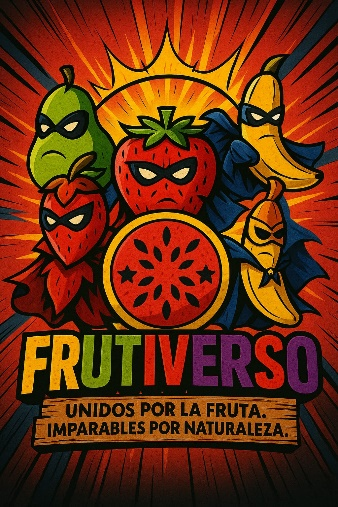 FRUTIVERSO
UNIDOS POR LA FRUTA.
IMPARABLES POR NATURALEZA.